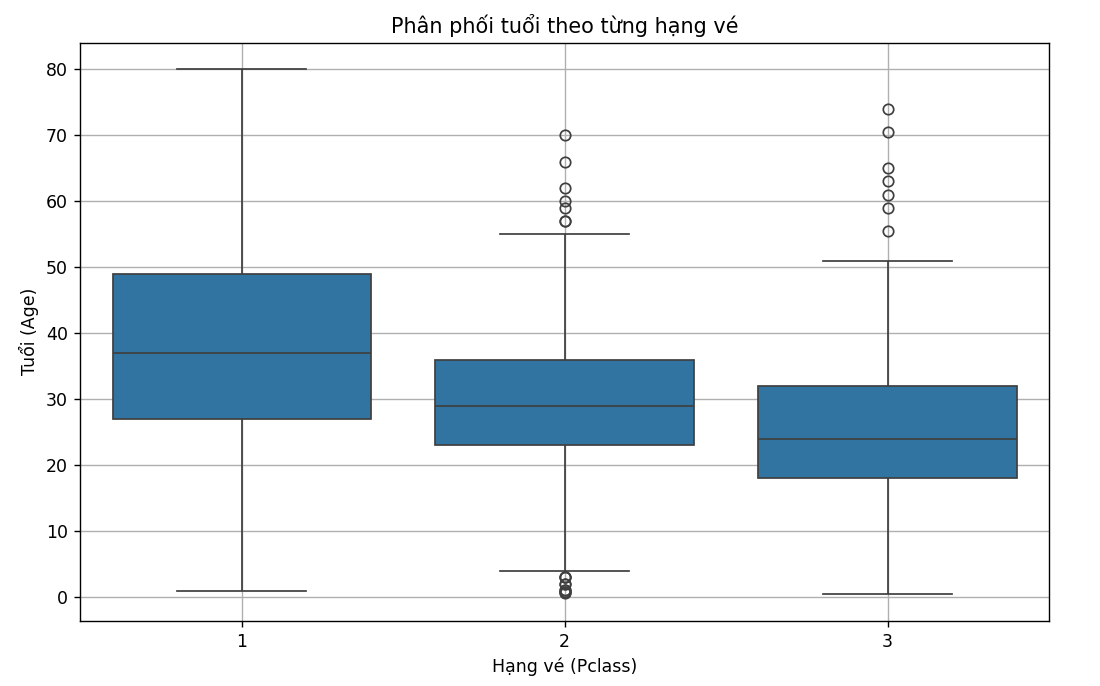 Phân phối tuổi theo từng hạng vé
Tuổi (Age)
80
70
60
50
40
30
20
10
0
1 2 3
Hạng vé (Pclass)